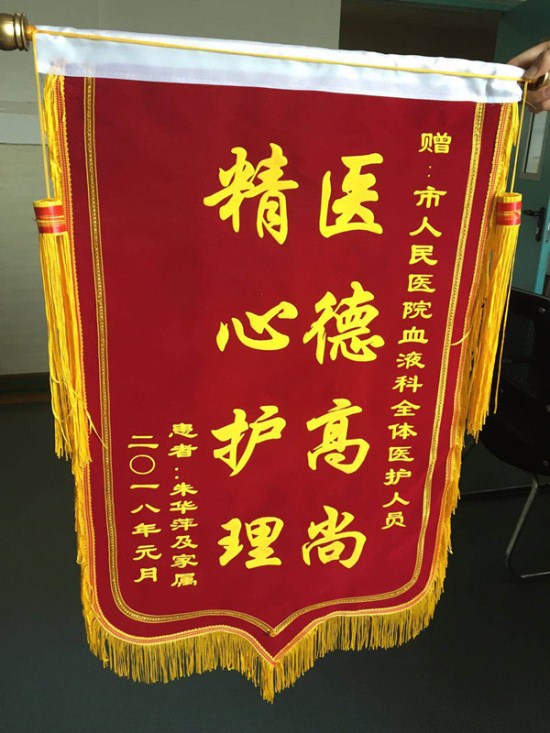 赠：市人民医院血液科全体医护人员
医德高尚
精心护理
患者：朱华萍及家属
二〇一八年元月